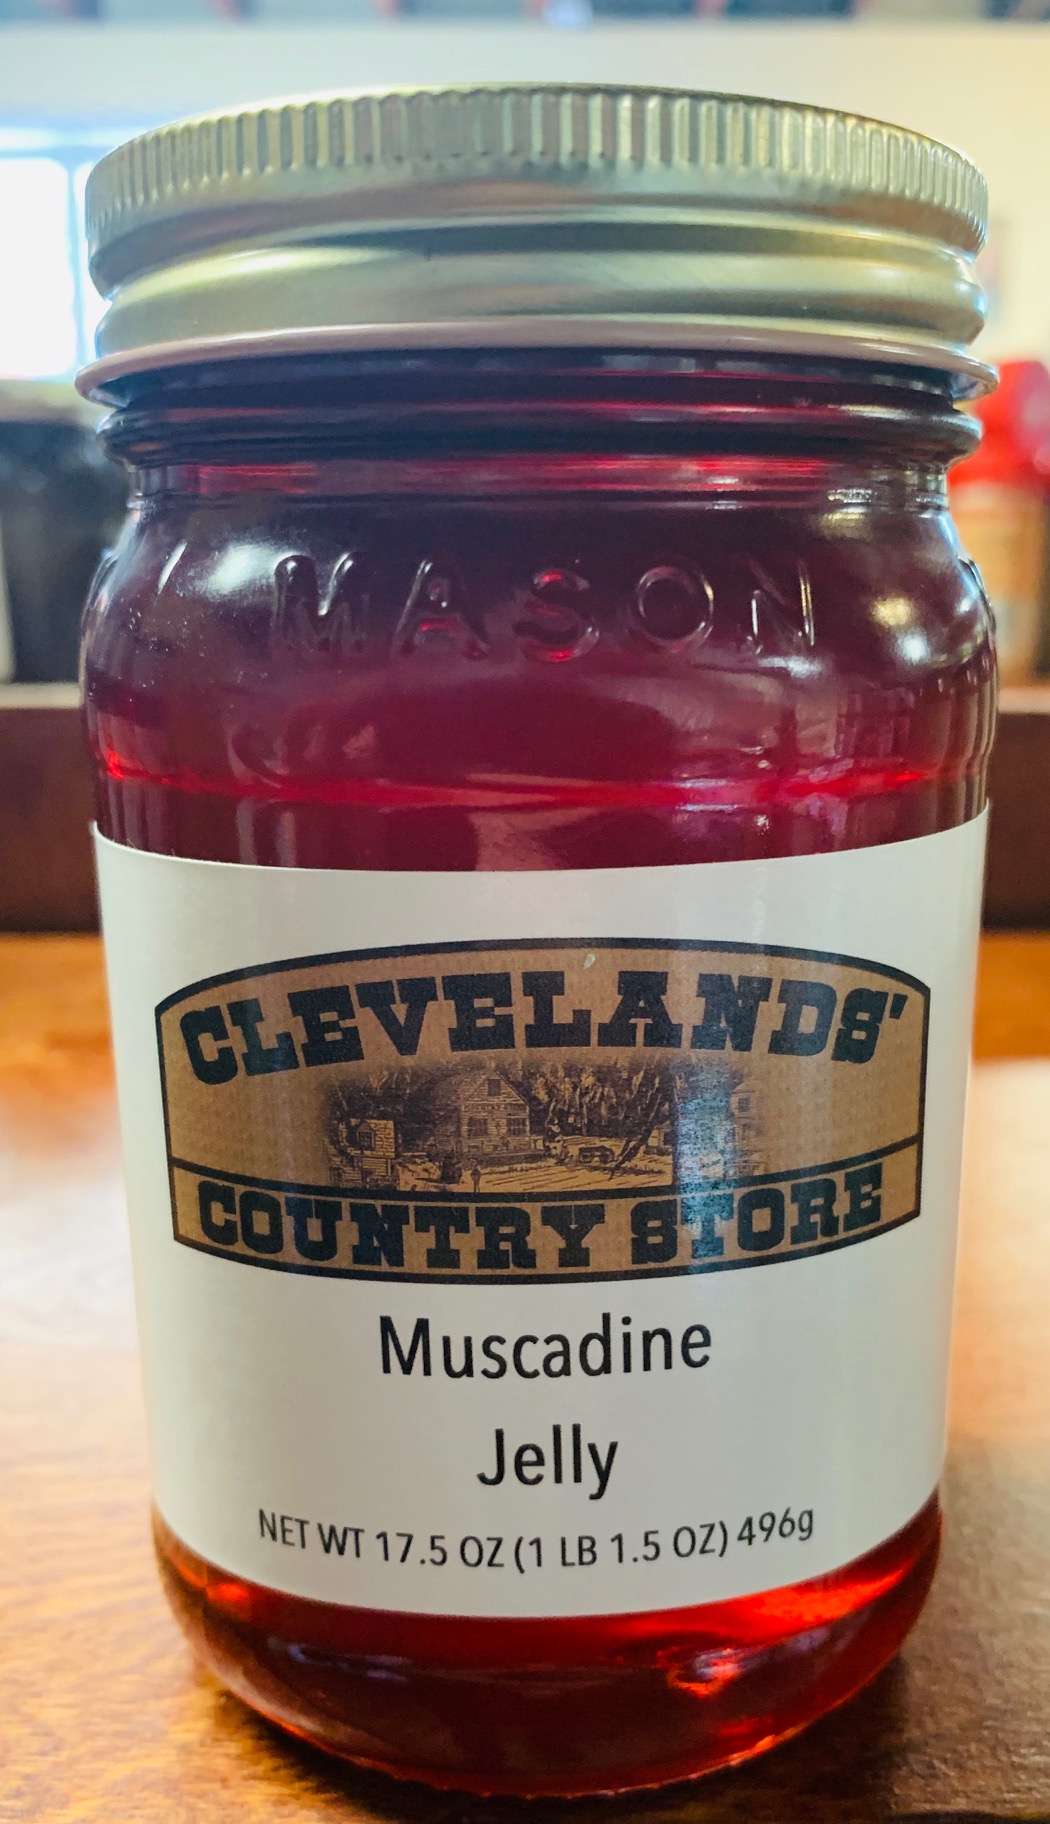 MASON
CLEVELANDS'
COUNTRY STORE
Muscadine
Jelly
NET WT 17.5 OZ (1 LB 1.5 OZ) 496g